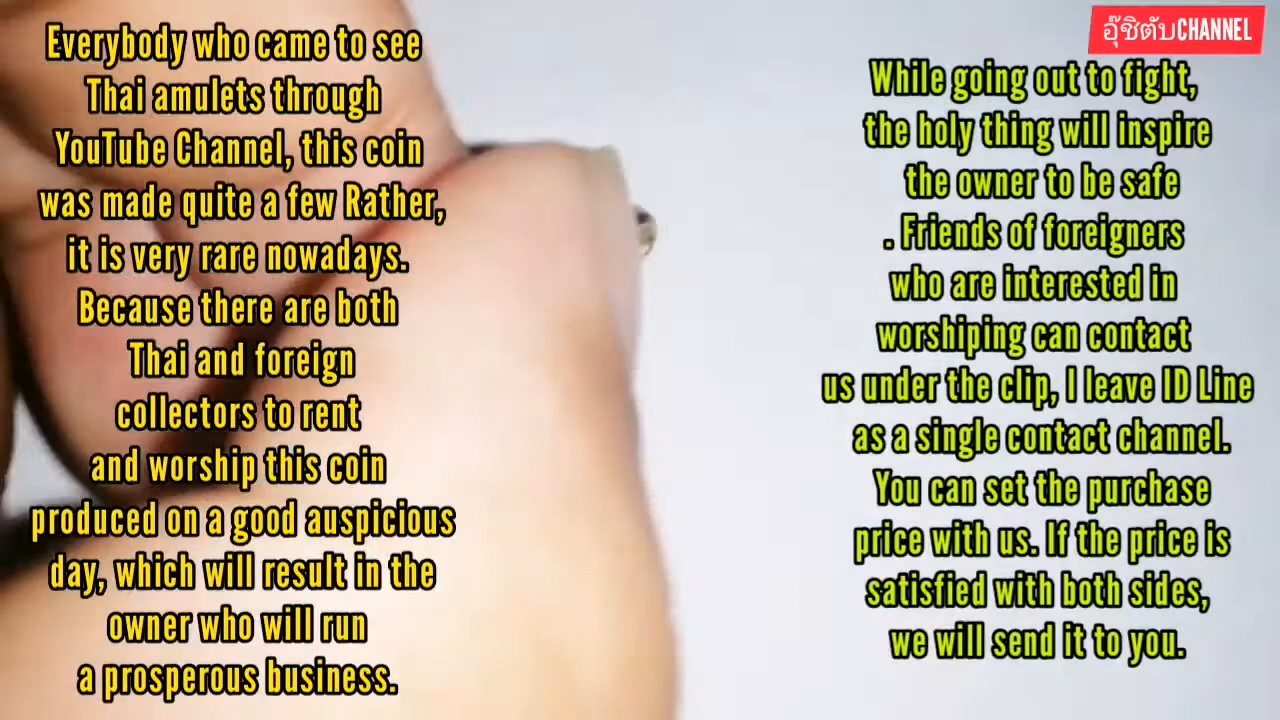 Everybody who came to see
Thai amulets through
YouTube Channel, this coin
was made quite a few Rather,
it is very rare nowadays.
Because there are both
Thai and foreign
collectors to rent
and worship this coin
produced on a good auspicious
day, which will result in the
owner who will run
a prosperous business.
อุ๊ชิตับCHANNEL
While going out to fight,
the holy thing will inspire
the owner to be safe
. Friends of foreigners
who are interested in
worshiping can contact
us under the clip, I leave ID Line
as a single contact channel.
You can set the purchase
price with us. If the price is
satisfied with both sides,
we will send it to you.